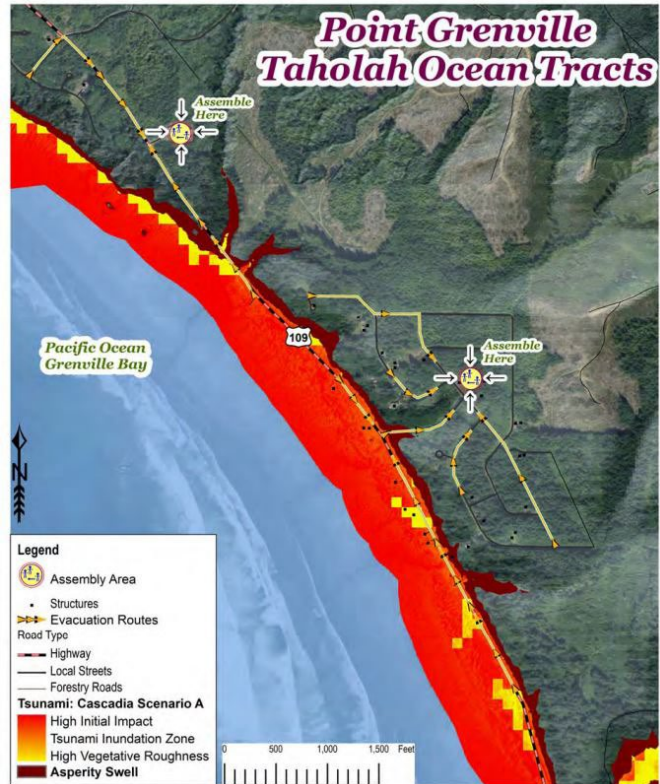 Point Grenville
Taholah Ocean Tracts
Assemble
Here
109
Pacific Ocean
Grenville Bay
Assemble
Here
N
Legend
Assembly Area
Structures
Evacuation Routes
Road Type
Highway
Local Streets
Forestry Roads
Tsunami: Cascadia Scenario A
High Initial Impact
Tsunami Inundation Zone
High Vegetative Roughness
Asperity Swell
0 500 1,000 1,500 Feet